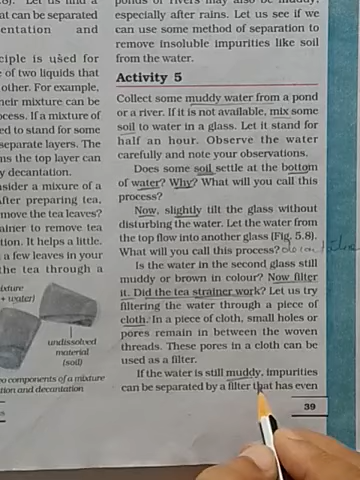 that can be separated
entation and
ciple is used for
of two liquids that
other. For example,
heir mixture can be
ocess. If a mixture of
ed to stand for some
separate layers. The
ns the top layer can
y decantation.
nsider a mixture of a
After preparing tea,
move the tea leaves?
ainer to remove tea
tion. It helps a little.
a few leaves in your
the tea through a
ixture
+ water)
undissolved
material
(soil)
o components of a mixture
tion and decantation
especially after rains. Let us see if we
can use some method of separation to
remove insoluble impurities like soil
from the water.
Activity 5
Collect some muddy water from a pond
or a river. If it is not available, mix some
soil to water in a glass. Let it stand for
half an hour. Observe the water
carefully and note your observations.
Does some soil settle at the bottom
of water? Why? What will you call this
process?
Now, slightly tilt the glass without
disturbing the water. Let the water from
the top flow into another glass (Fig. 5.8).
What will you call this process?
Is the water in the second glass still
muddy or brown in colour? Now filter
it. Did the tea strainer work? Let us try
filtering the water through a piece of
cloth. In a piece of cloth, small holes or
pores remain in between the woven
threads. These pores in a cloth can be
used as a filter.
If the water is still muddy, impurities
can be separated by a filter that has even
39